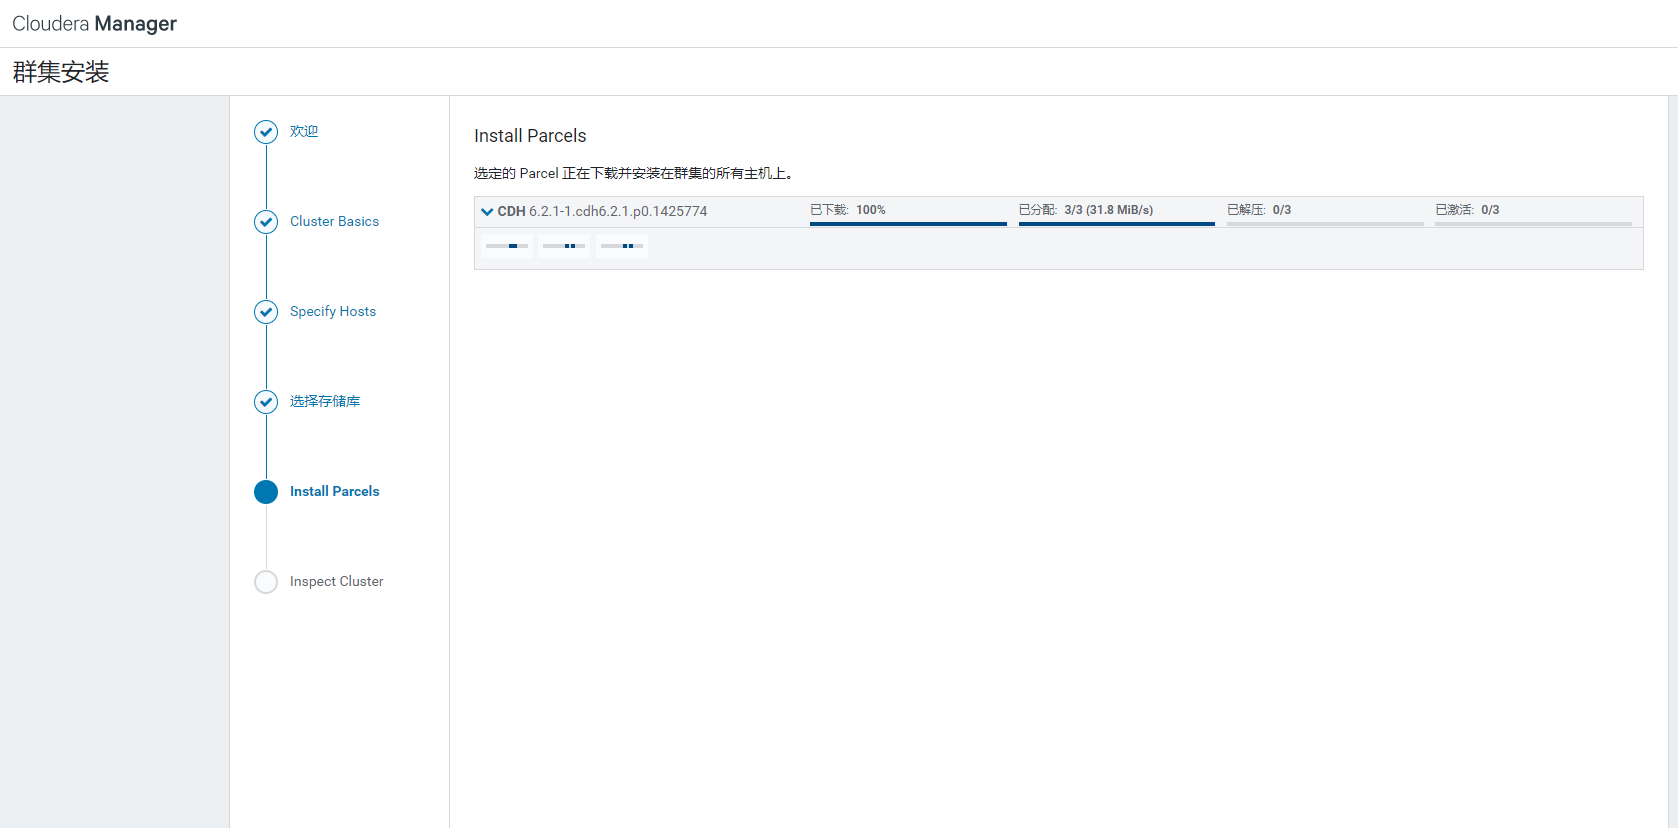 Cloudera Manager
群集安装
欢迎
Cluster Basics
Specify Hosts
选择存储库
Install Parcels
Inspect Cluster
Install Parcels
选定的 Parcel 正在下载并安装在群集的所有主机上。
CDH 6.2.1-1.cdh6.2.1.p0.1425774
已下载: 100%
已分配: 3/3 (31.8 MiB/s)
已解压: 0/3
已激活: 0/3